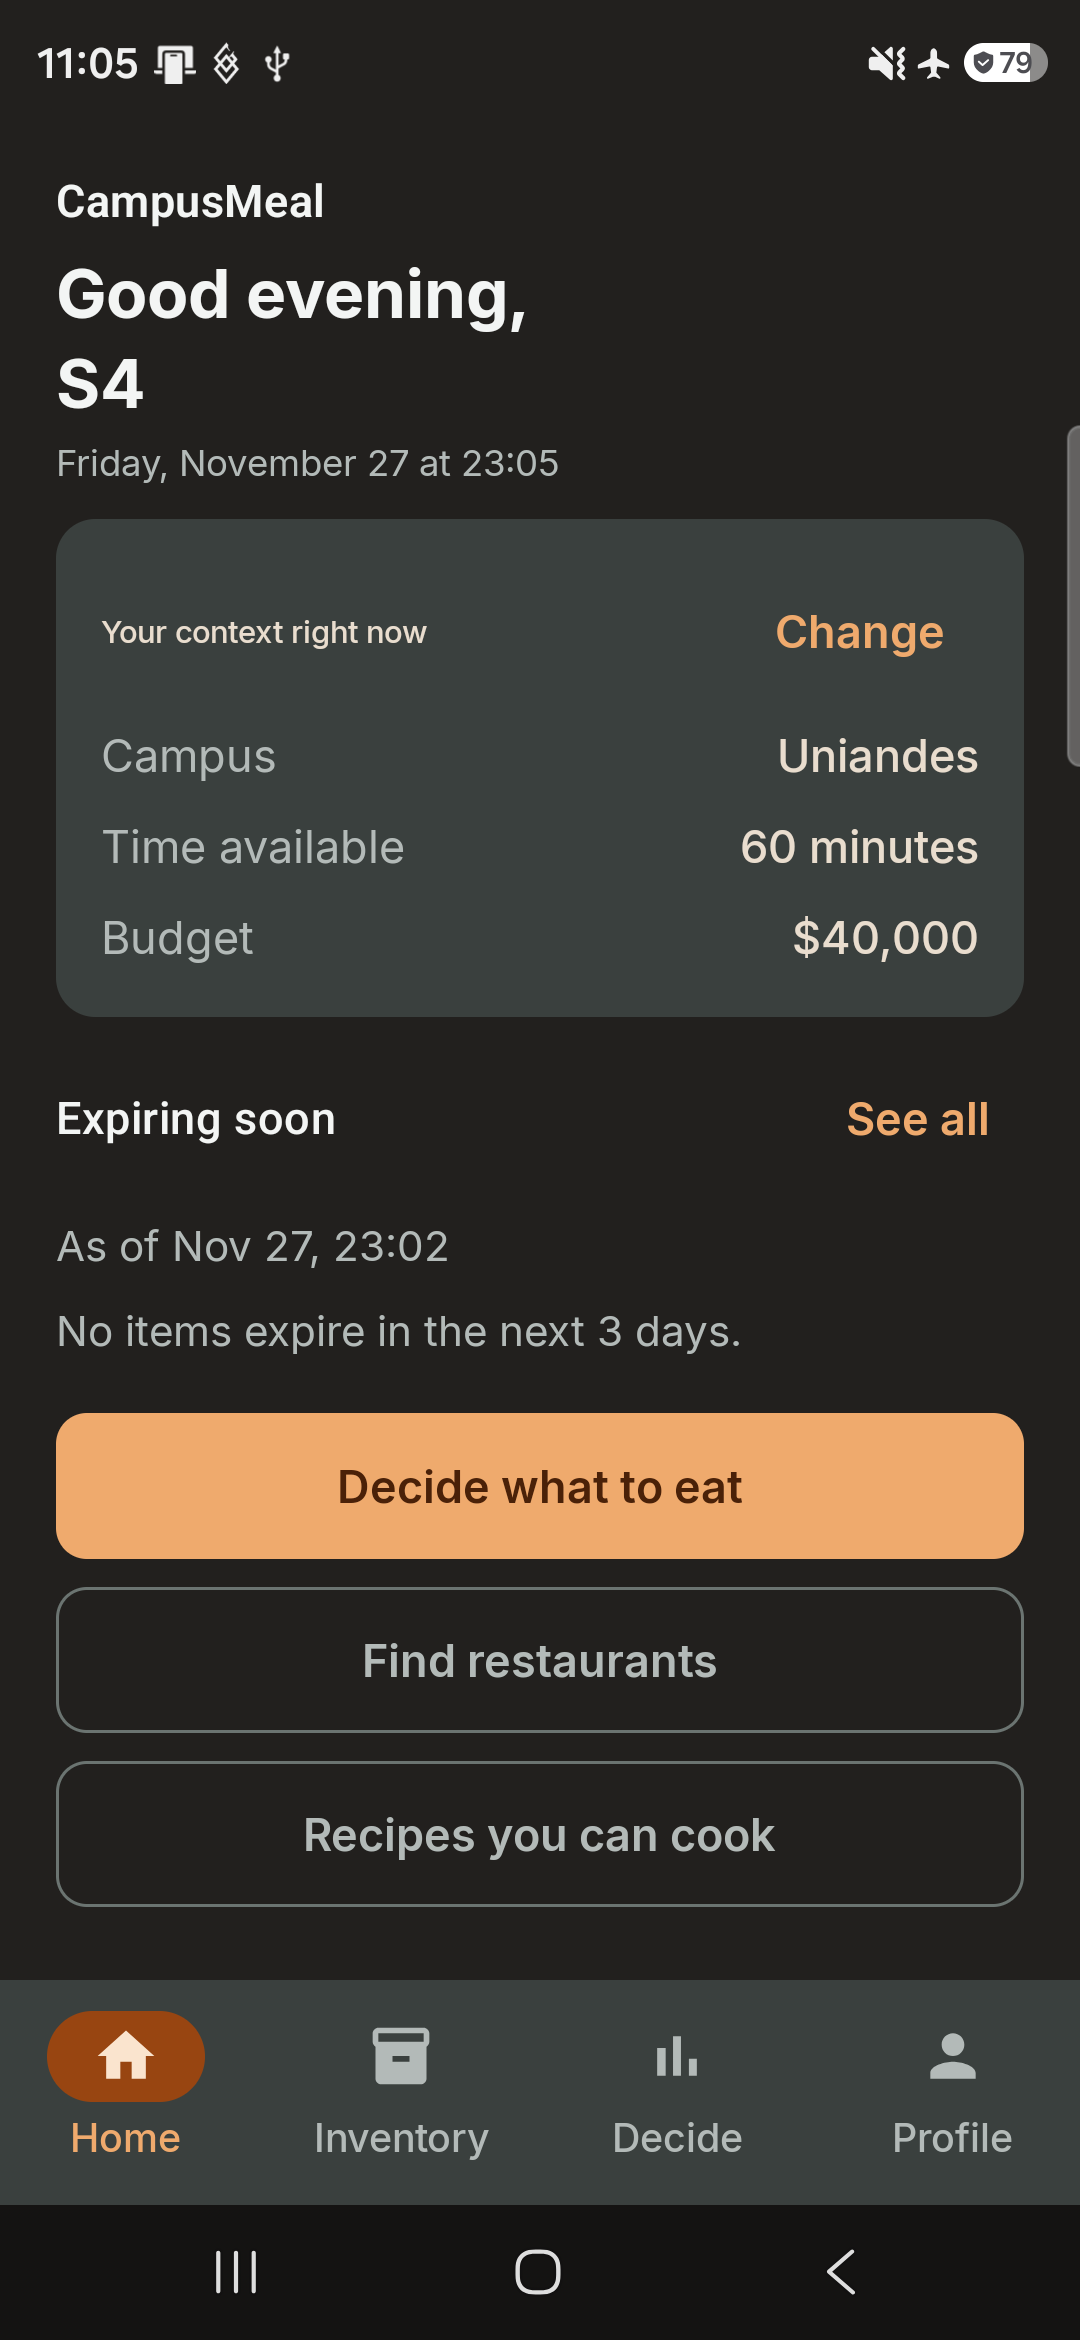 11:05
79
CampusMeal
Good evening,
S4
Friday, November 27 at 23:05
Your context right now
Change
Campus
Uniandes
Time available
60 minutes
Budget
$40,000
Expiring soon
See all
As of Nov 27, 23:02
No items expire in the next 3 days.
Decide what to eat
Find restaurants
Recipes you can cook
Home
Inventory
Decide
Profile